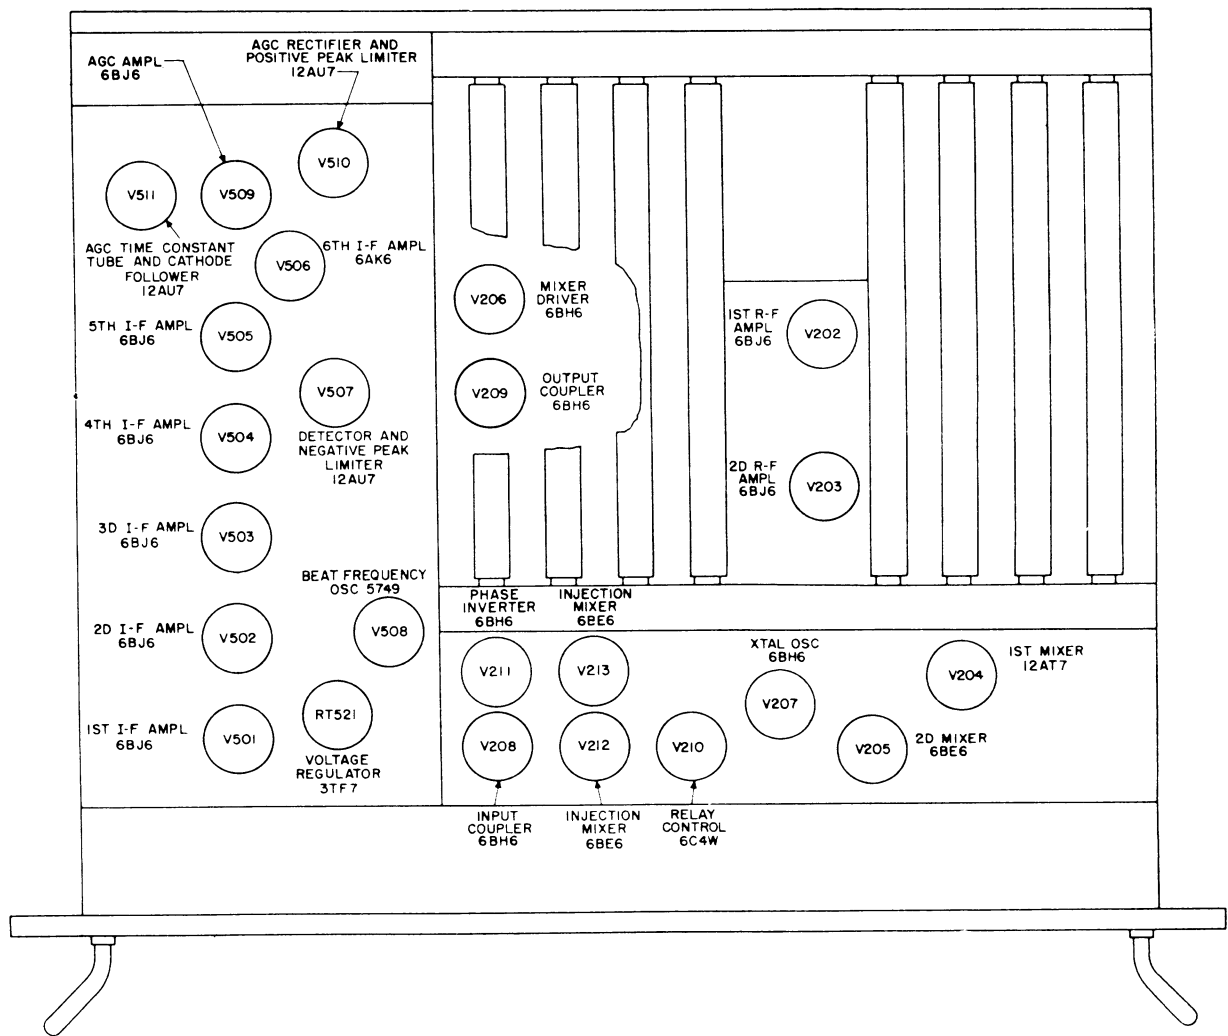 AGC AMPL
6BJ6
AGC RECTIFIER AND
POSITIVE PEAK LIMITER
12AU7
V510
V511
V509
AGC TIME CONSTANT
TUBE AND CATHODE
FOLLOWER
12AU7
V506
6TH I-F AMPL
6AK6
5TH I-F AMPL
6BJ6
V505
V507
DETECTOR AND
NEGATIVE PEAK
LIMITER
12AU7
4TH I-F AMPL
6BJ6
V504
3D I-F AMPL
6BJ6
V503
BEAT FREQUENCY
OSC 5749
V508
2D I-F AMPL
6BJ6
V502
RT521
VOLTAGE
REGULATOR
3TF7
1ST I-F AMPL
6BJ6
V501
V206
MIXER
DRIVER
6BH6
V209
OUTPUT
COUPLER
6BH6
1ST R-F
AMPL
6BJ6
V202
2D R-F
AMPL
6BJ6
V203
PHASE
INVERTER
6BH6
INJECTION
MIXER
6BE6
V211
V213
XTAL OSC
6BH6
V207
V204
1ST MIXER
12AT7
V208
V212
V210
V205
2D MIXER
6BE6
INPUT
COUPLER
6BH6
INJECTION
MIXER
6BE6
RELAY
CONTROL
6C4W